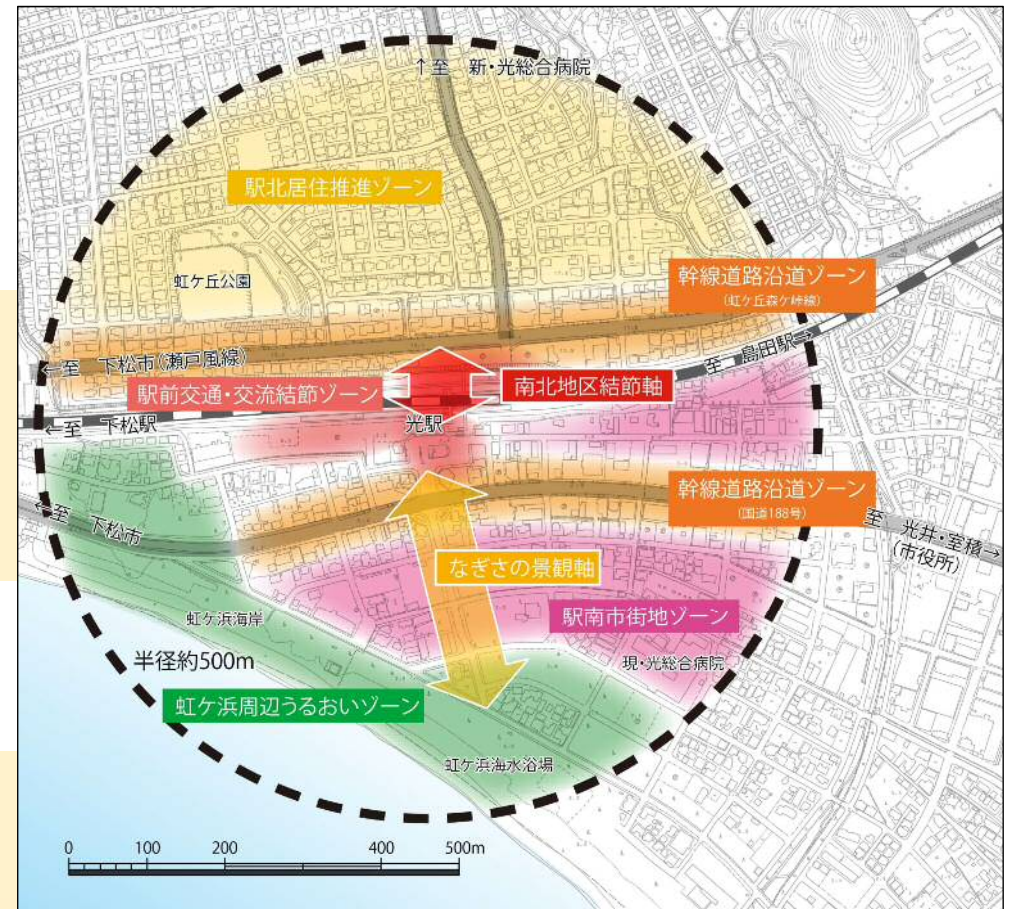 ↑至 新・光総合病院
駅北居住推進ゾーン
虹ケ丘公園
幹線道路沿道ゾーン
(虹ケ丘森ケ峠線)
←至 下松市(瀬戸風線)
至 島田駅→
駅前交通・交流結節ゾーン
南北地区結節軸
←至 下松駅
光駅
幹線道路沿道ゾーン
(国道188号)
←至 下松市
至 光井・室積→
(市役所)
なぎさの景観軸
虹ケ浜海岸
駅南市街地ゾーン
半径約500m
現・光総合病院
虹ケ浜周辺うるおいゾーン
虹ケ浜海水浴場
0 100 200 400 500m